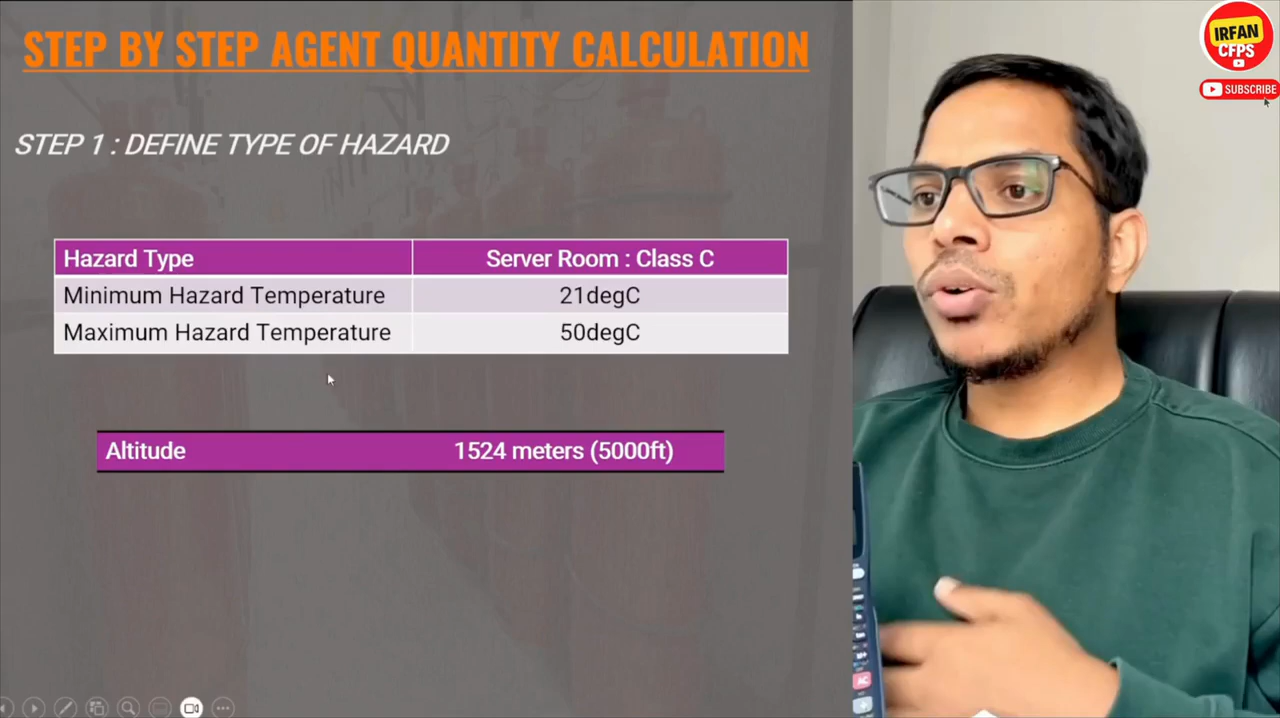 STEP BY STEP AGENT QUANTITY CALCULATION
IRFAN
CFPS
SUBSCRIBE
STEP 1 : DEFINE TYPE OF HAZARD
Hazard Type Server Room : Class C
Minimum Hazard Temperature 21degC
Maximum Hazard Temperature 50degC
Altitude 1524 meters (5000ft)
AC